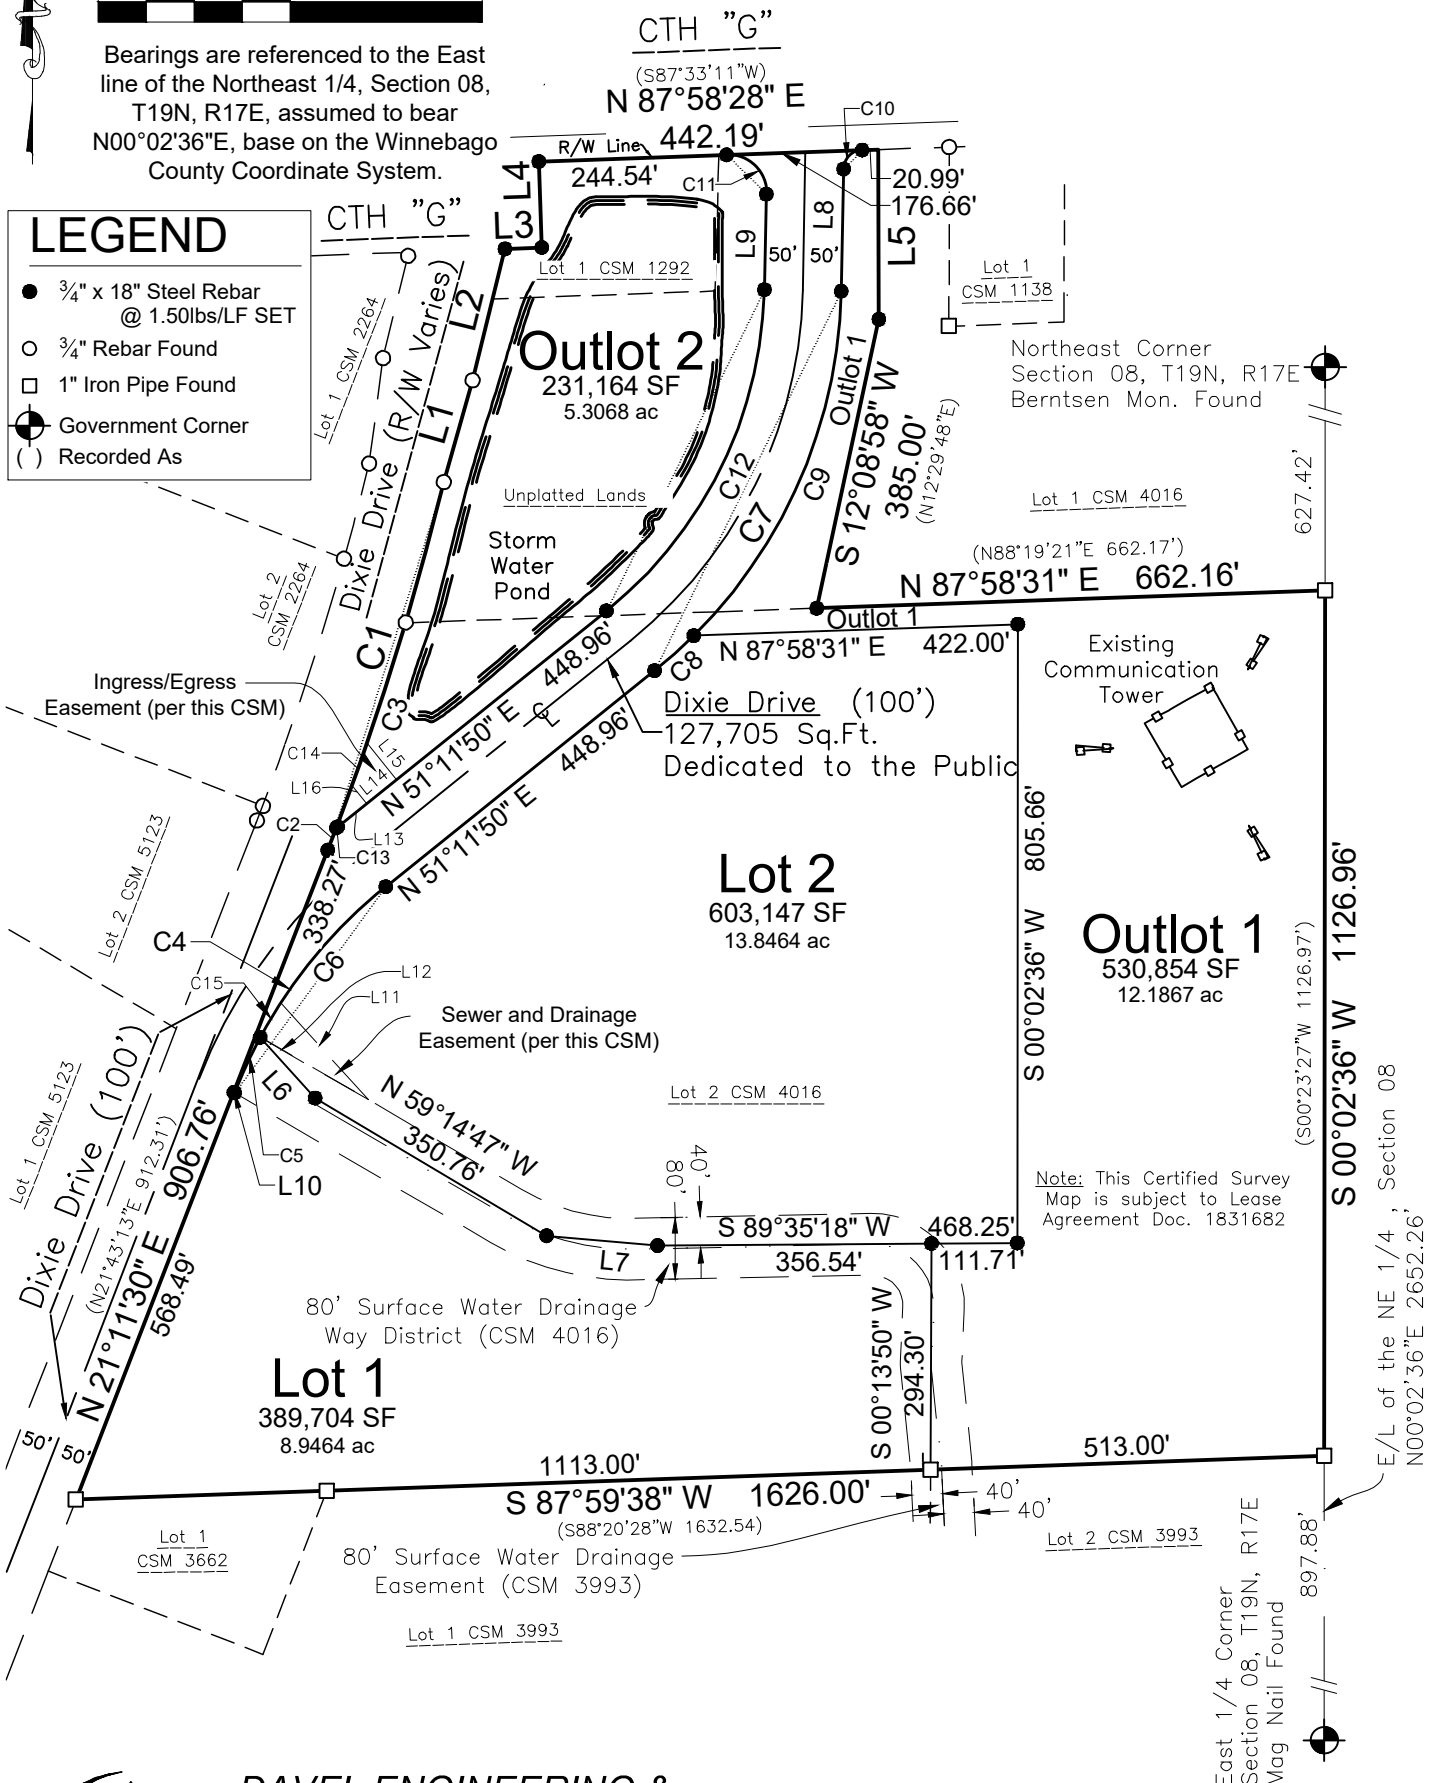 Bearings are referenced to the East
line of the Northeast 1/4, Section 08,
T19N, R17E, assumed to bear
N00°02'36"E, base on the Winnebago
County Coordinate System.
CTH "G"
(S87°33'11"W)
N 87°58'28" E
442.19'
R/W Line
244.54'
C10
C11
20.99'
176.66'
L4
L3
L5
L8
L9
50'
50'
CTH "G"
LEGEND
3/4" x 18" Steel Rebar
@ 1.50lbs/LF SET
3/4" Rebar Found
1" Iron Pipe Found
Government Corner
( ) Recorded As
Lot 1 CSM 2264
Dixie Drive (R/W Varies)
L2
L1
Lot 1 CSM 1292
Outlot 2
231,164 SF
5.3068 ac
Unplatted Lands
Storm
Water
Pond
Outlot 1
C12
C7
C9
S 12°08'58" W
385.00'
(N12°29'48"E)
Lot 1
CSM 1138
Northeast Corner
Section 08, T19N, R17E
Berntsen Mon. Found
627.42'
Lot 1 CSM 4016
(N88°19'21"E 662.17')
N 87°58'31" E 662.16'
Outlot 1
N 87°58'31" E 422.00'
Existing
Communication
Tower
Lot 2
CSM 2264
C1
C3
Ingress/Egress
Easement (per this CSM)
C14
L16
L15
L14
L13
C2
C13
448.96'
N 51°11'50" E
C8
Dixie Drive (100')
127,705 Sq.Ft.
Dedicated to the Public
448.96'
N 51°11'50" E
338.27'
Lot 2 CSM 5123
C4
C6
C15
L12
L11
Sewer and Drainage
Easement (per this CSM)
Lot 2
603,147 SF
13.8464 ac
805.66'
S 00°02'36" W
Outlot 1
530,854 SF
12.1867 ac
(S00°23'27"W 1126.97')
S 00°02'36" W 1126.96'
Lot 1 CSM 5123
Dixie Drive (100')
L6
C5
L10
N 59°14'47" W
350.76'
Lot 2 CSM 4016
40'
80'
Note: This Certified Survey
Map is subject to Lease
Agreement Doc. 1831682
N 21°11'30" E 906.76'
(N21°43'13"E 912.31')
568.49'
S 89°35'18" W 468.25'
L7
356.54'
111.71'
80' Surface Water Drainage
Way District (CSM 4016)
S 00°13'50" W
294.30'
Lot 1
389,704 SF
8.9464 ac
50'
50'
1113.00'
513.00'
S 87°59'38" W 1626.00'
(S88°20'28"W 1632.54)
40'
40'
Lot 1
CSM 3662
80' Surface Water Drainage
Easement (CSM 3993)
Lot 2 CSM 3993
Lot 1 CSM 3993
E/L of the NE 1/4 , Section 08
N00°02'36"E 2652.26'
897.88'
East 1/4 Corner
Section 08, T19N, R17E
Mag Nail Found
DAVEL ENGINEERING &